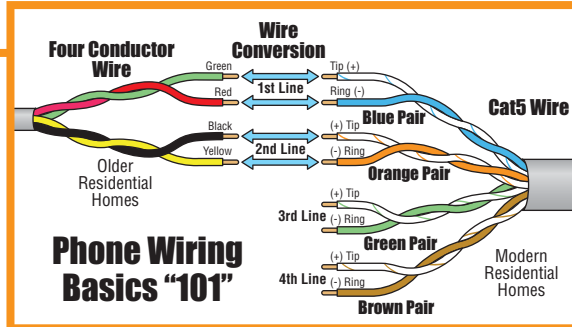 Four Conductor
Wire
Wire
Conversion
Green
Tip (+)
1st Line
Red
Ring (-)
Blue Pair
Cat5 Wire
Black
(+) Tip
2nd Line
Yellow
(-) Ring
Orange Pair
Older
Residential
Homes
(+) Tip
3rd Line
(-) Ring
Green Pair
(+) Tip
4th Line
(-) Ring
Brown Pair
Modern
Residential
Homes
Phone Wiring
Basics “101”